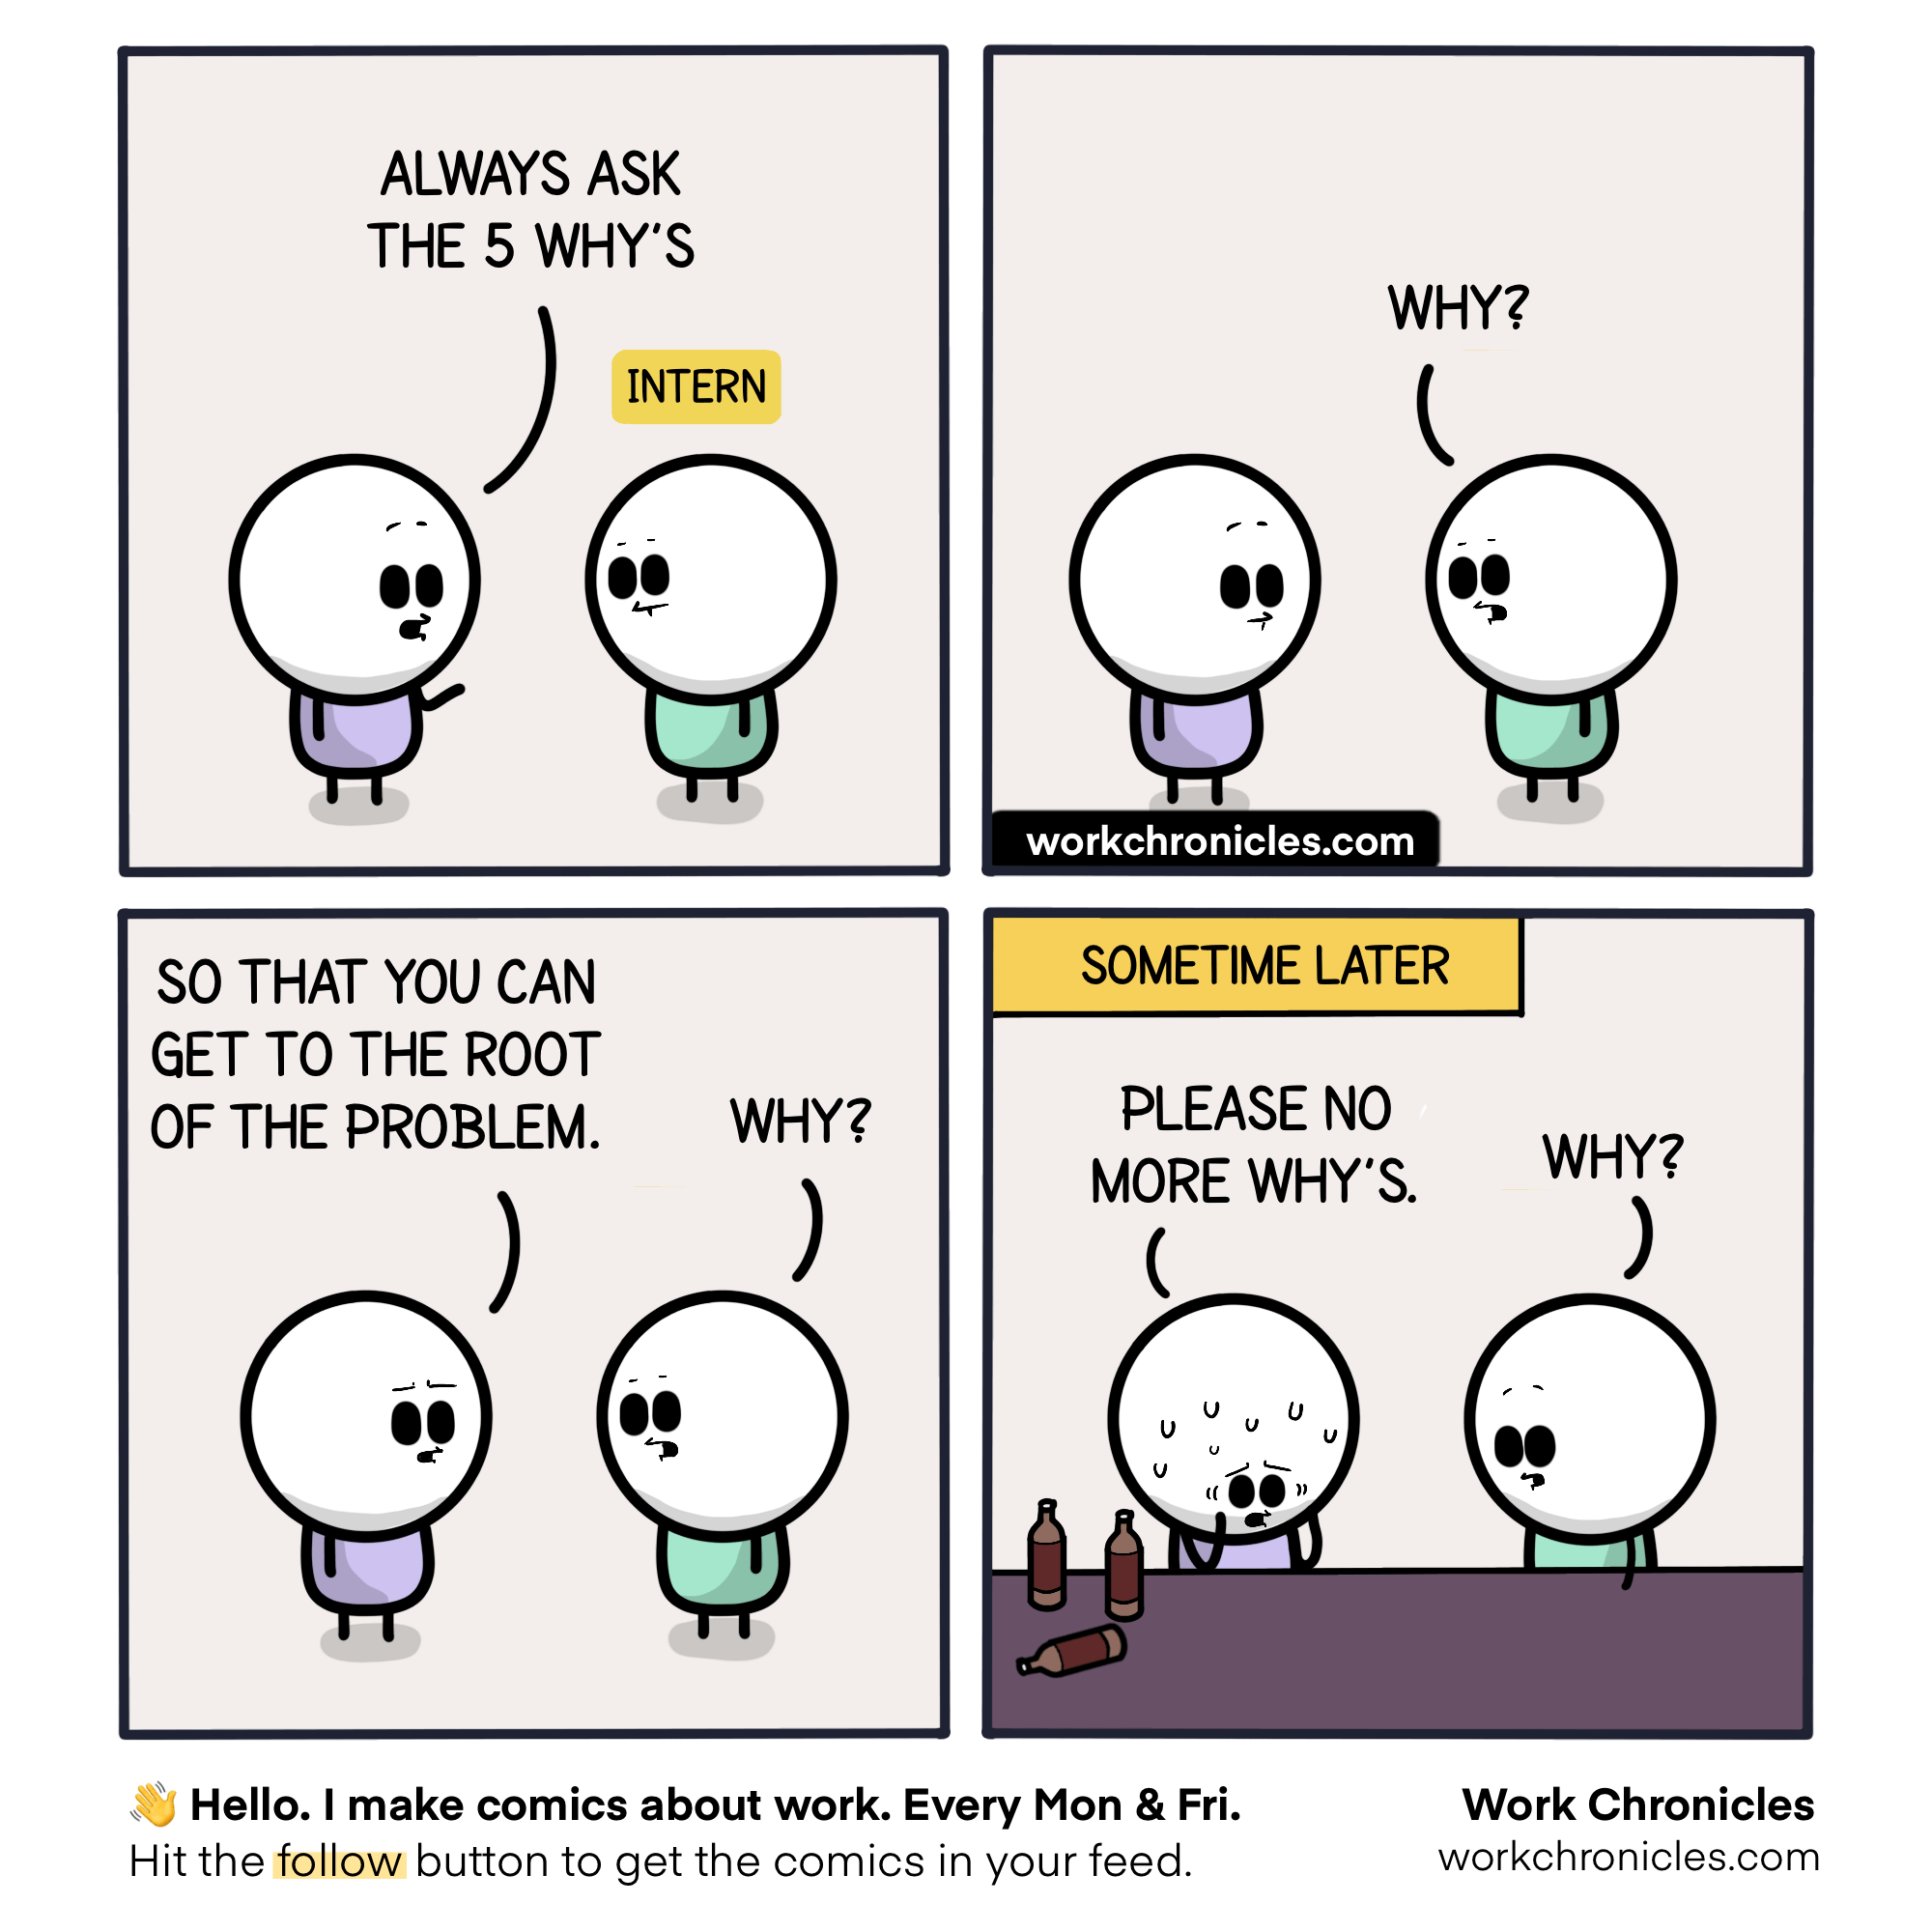 ALWAYS ASK
THE 5 WHY'S
INTERN
WHY?
workchronicles.com
SO THAT YOU CAN
GET TO THE ROOT
OF THE PROBLEM.
WHY?
SOMETIME LATER
PLEASE NO
MORE WHY'S.
WHY?
👋 Hello. I make comics about work. Every Mon & Fri.
Hit the follow button to get the comics in your feed.
Work Chronicles
workchronicles.com